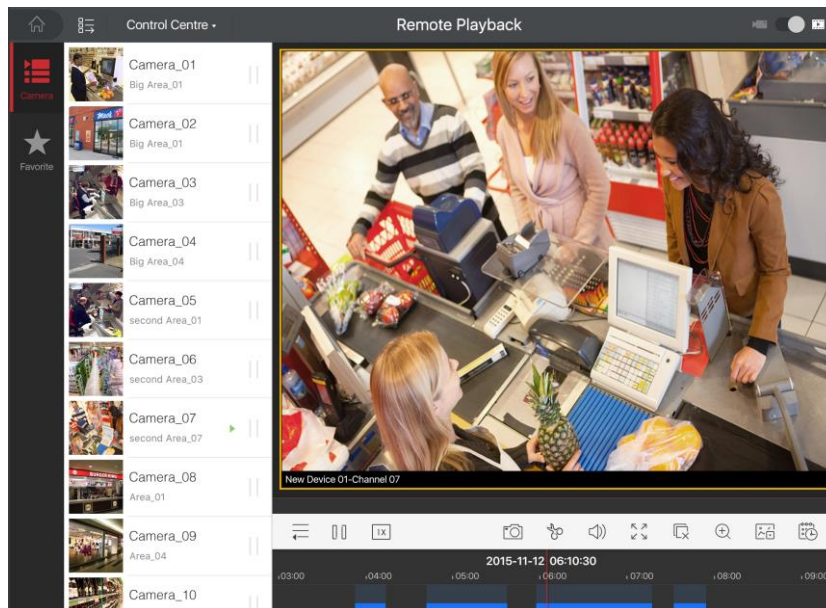 Control Centre
Remote Playback
Camera
Favorite
Camera_01
Big Area_01
Camera_02
Big Area_01
Camera_03
Big Area_03
Camera_04
Big Area_04
Camera_05
second Area_01
Camera_06
second Area_03
Camera_07
second Area_07
Camera_08
Area_01
Camera_09
Area_04
Camera_10
BURGER KING
New Device 01-Channel 07
1X
2015-11-12 06:10:30
03:00 04:00 05:00 06:00 07:00 08:00 09:00